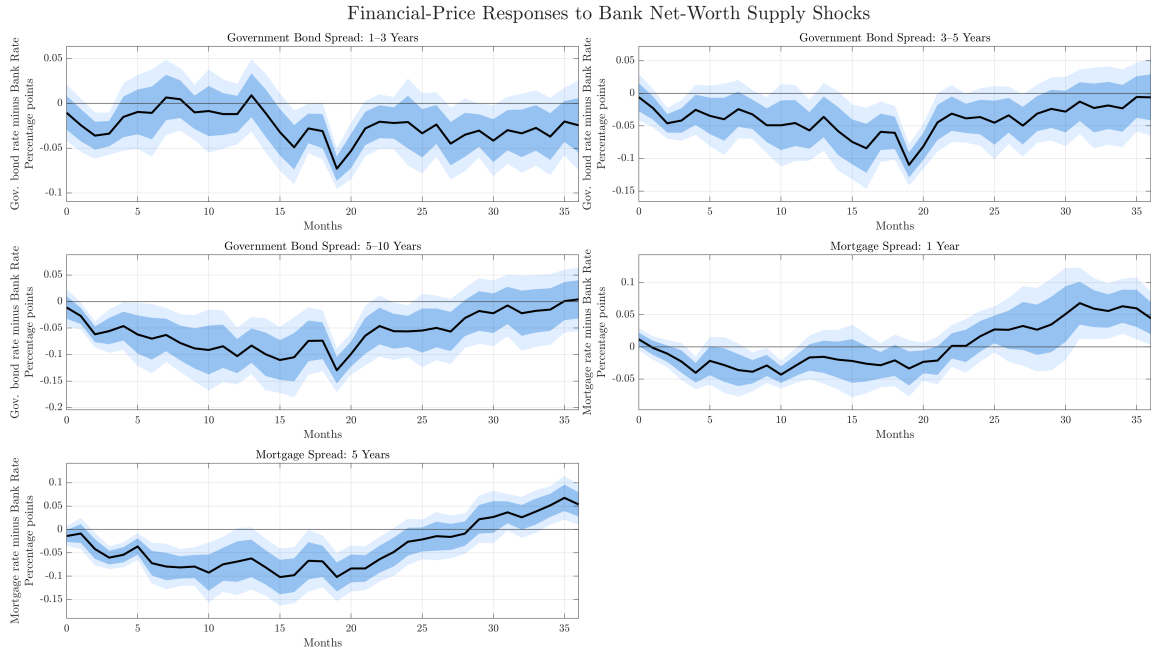 Financial-Price Responses to Bank Net-Worth Supply Shocks
Government Bond Spread: 1–3 Years
Gov. bond rate minus Bank Rate
Percentage points
0.05
0
-0.05
-0.1
0 5 10 15 20 25 30 35
Months
Government Bond Spread: 3–5 Years
Gov. bond rate minus Bank Rate
Percentage points
0.05
0
-0.05
-0.1
-0.15
0 5 10 15 20 25 30 35
Months
Government Bond Spread: 5–10 Years
Gov. bond rate minus Bank Rate
Percentage points
0.05
0
-0.05
-0.1
-0.15
-0.2
0 5 10 15 20 25 30 35
Months
Mortgage Spread: 1 Year
Mortgage rate minus Bank Rate
Percentage points
0.1
0.05
0
-0.05
0 5 10 15 20 25 30 35
Months
Mortgage Spread: 5 Years
Mortgage rate minus Bank Rate
Percentage points
0.1
0.05
0
-0.05
-0.1
-0.15
0 5 10 15 20 25 30 35
Months